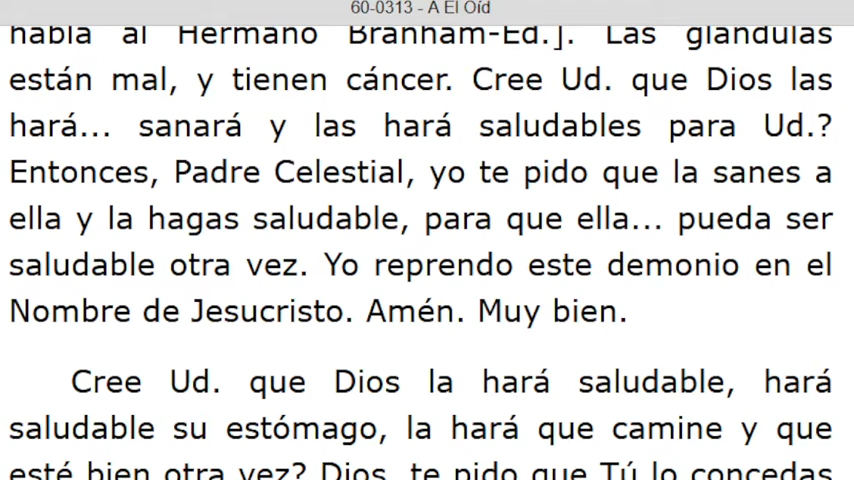 60-0313 - A El Oíd
habla al Hermano Branham-Ed.]. Las glándulas
están mal, y tienen cáncer. Cree Ud. que Dios las
hará... sanará y las hará saludables para Ud.?
Entonces, Padre Celestial, yo te pido que la sanes a
ella y la hagas saludable, para que ella... pueda ser
saludable otra vez. Yo reprendo este demonio en el
Nombre de Jesucristo. Amén. Muy bien.
Cree Ud. que Dios la hará saludable, hará
saludable su estómago, la hará que camine y que
esté bien otra vez? Dios, te pido que Tú lo concedas